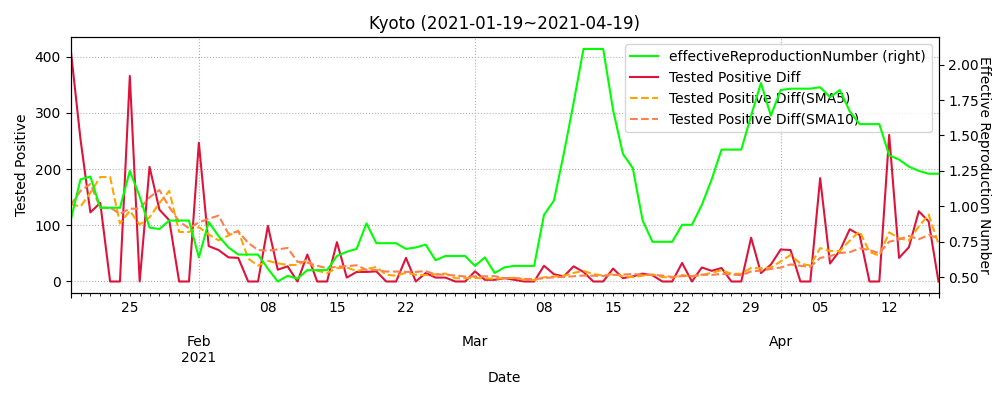 Kyoto (2021-01-19~2021-04-19)
effectiveReproductionNumber (right)
Tested Positive Diff
Tested Positive Diff(SMA5)
Tested Positive Diff(SMA10)
Tested Positive
400
300
200
100
0
2.00
1.75
1.50
1.25
1.00
0.75
0.50
Effective Reproduction Number
25 08 15 22 08 15 22 29 05 12
Feb Mar Apr
2021
Date